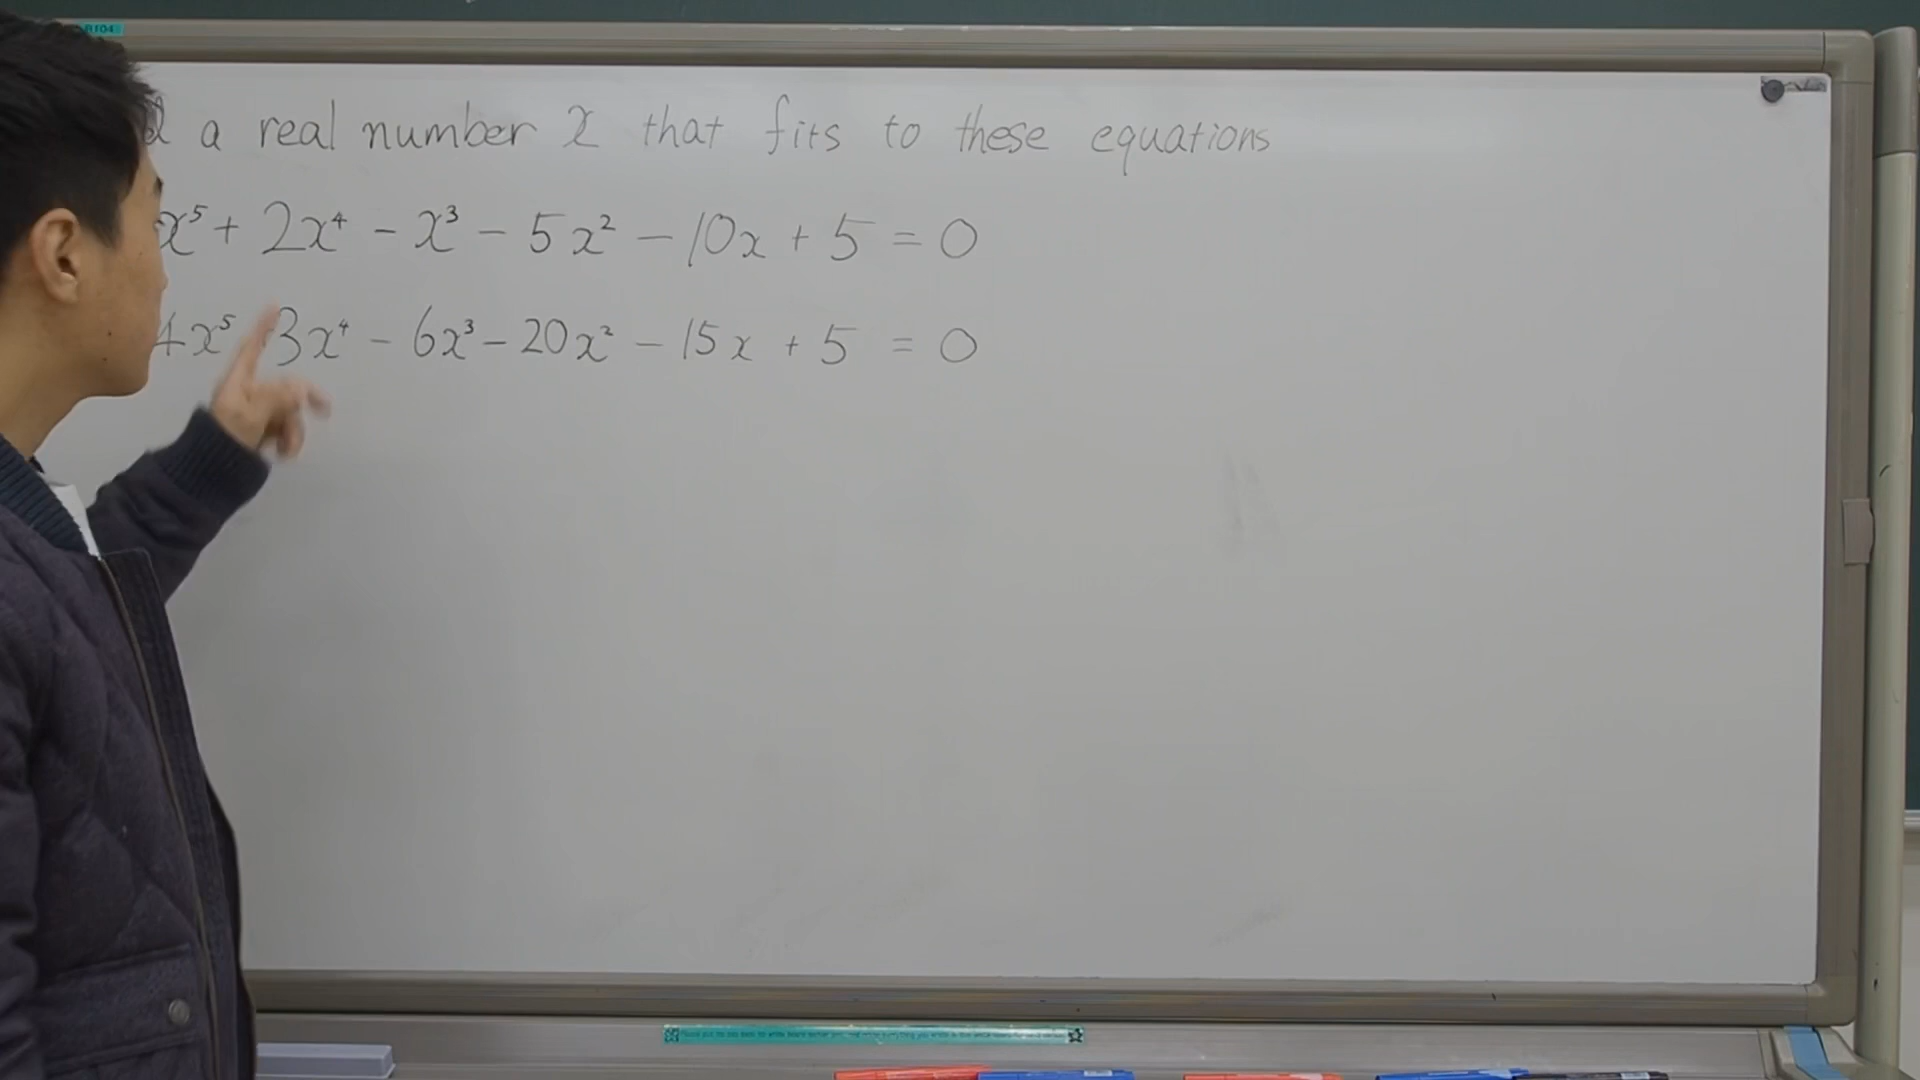 a real number x that fits to these equations
x⁵ + 2x⁴ - x³ - 5x² - 10x + 5 = 0
4x⁵ 3x⁴ - 6x³ - 20x² - 15x + 5 = 0